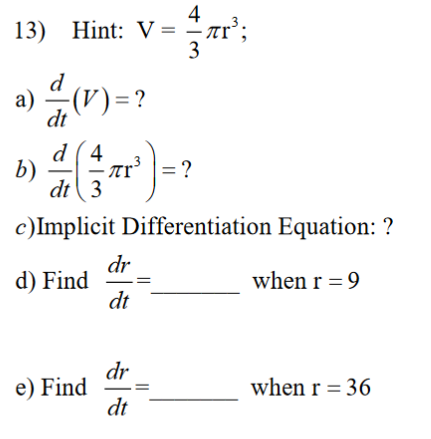 13) Hint: V = 4/3 πr³;
a) d/dt (V) = ?
b) d/dt (4/3 πr³) = ?
c)Implicit Differentiation Equation: ?
d) Find dr/dt = ________ when r = 9
e) Find dr/dt = ________ when r = 36